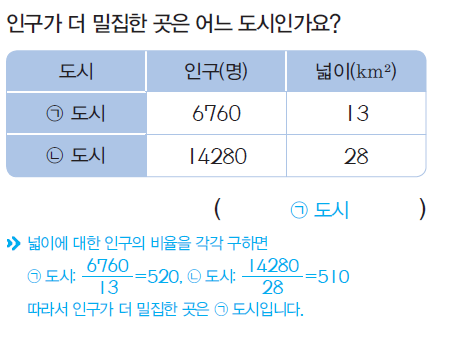 인구가 더 밀집한 곳은 어느 도시인가요?
도시 인구(명) 넓이(km²)
㉠ 도시 6760 13
㉡ 도시 14280 28
( ㉠ 도시 )
» 넓이에 대한 인구의 비율을 각각 구하면
㉠ 도시: 6760/13=520, ㉡ 도시: 14280/28=510
따라서 인구가 더 밀집한 곳은 ㉠ 도시입니다.